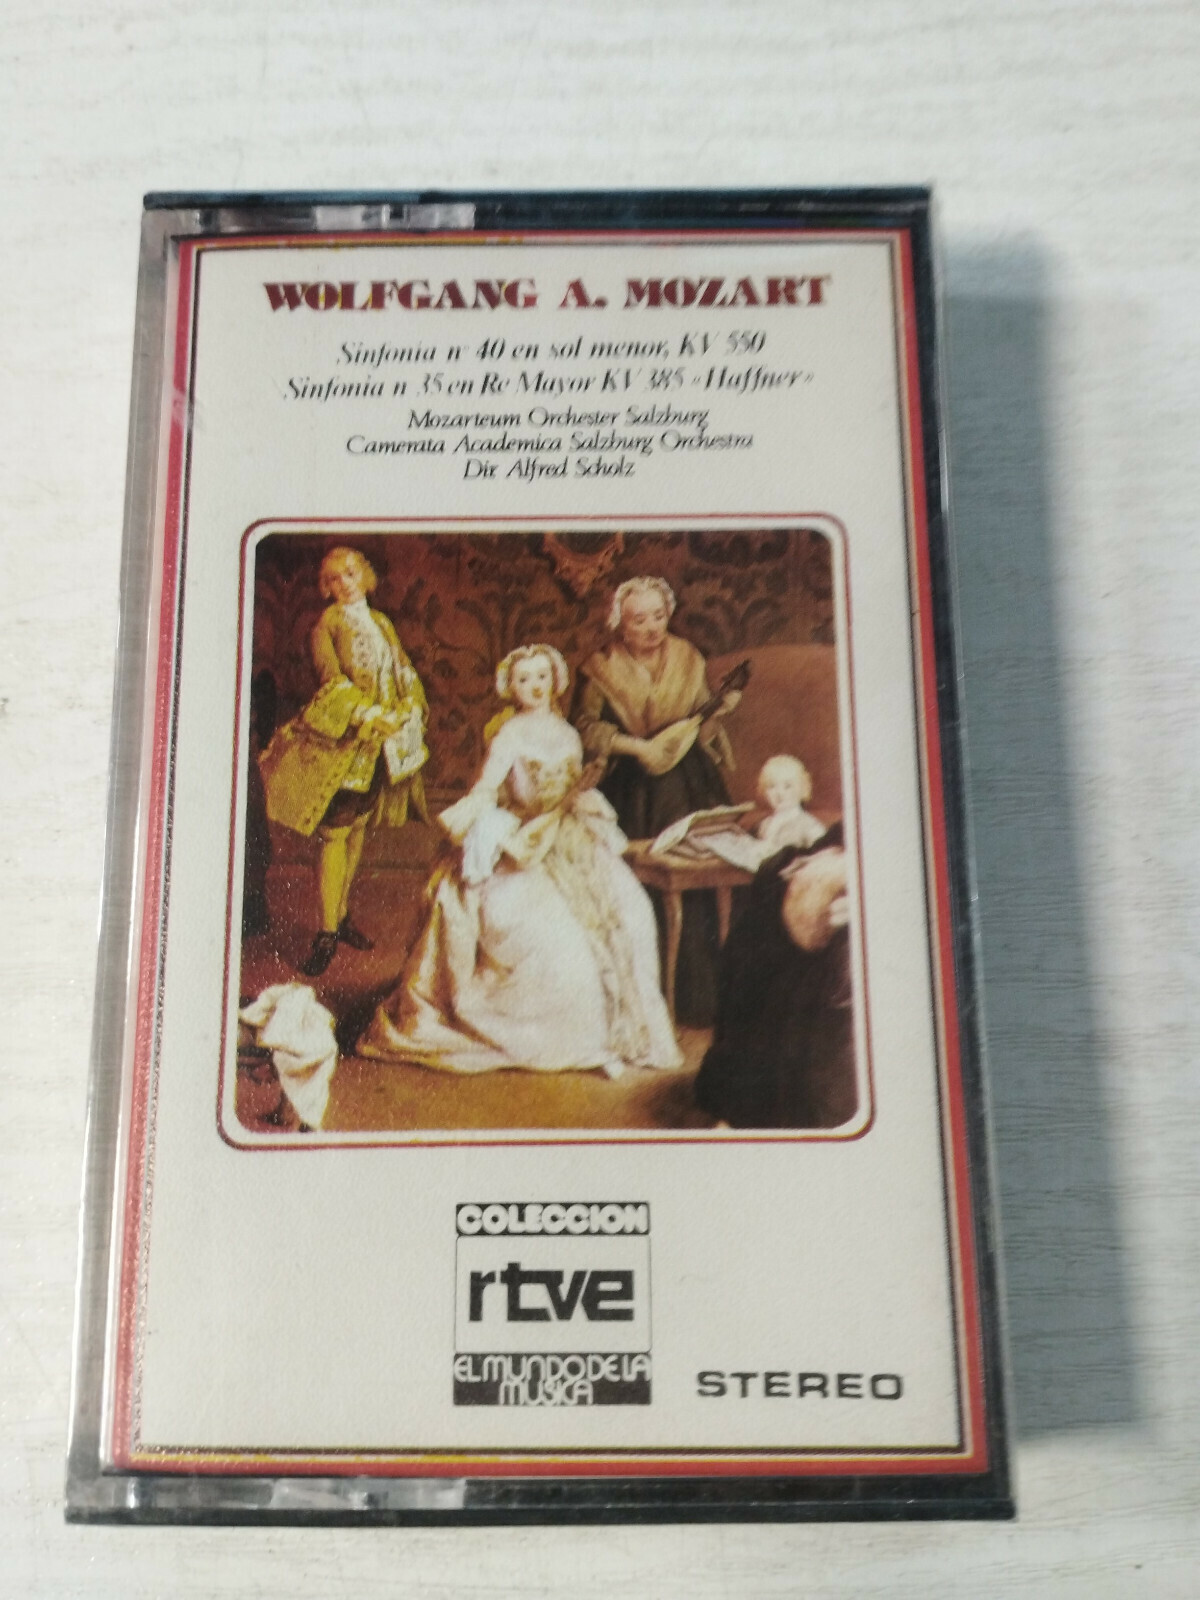 WOLFGANG A. MOZART
Sinfonia nº 40 en sol menor, KV 550
Sinfonia n 35 en Re Mayor KV 385 «Haffner»
Mozarteum Orchester Salzburg
Camerata Academica Salzburg Orchestra
Dir. Alfred Scholz
COLECCION
rtve
EL MUNDO DE LA
MUSICA
STEREO